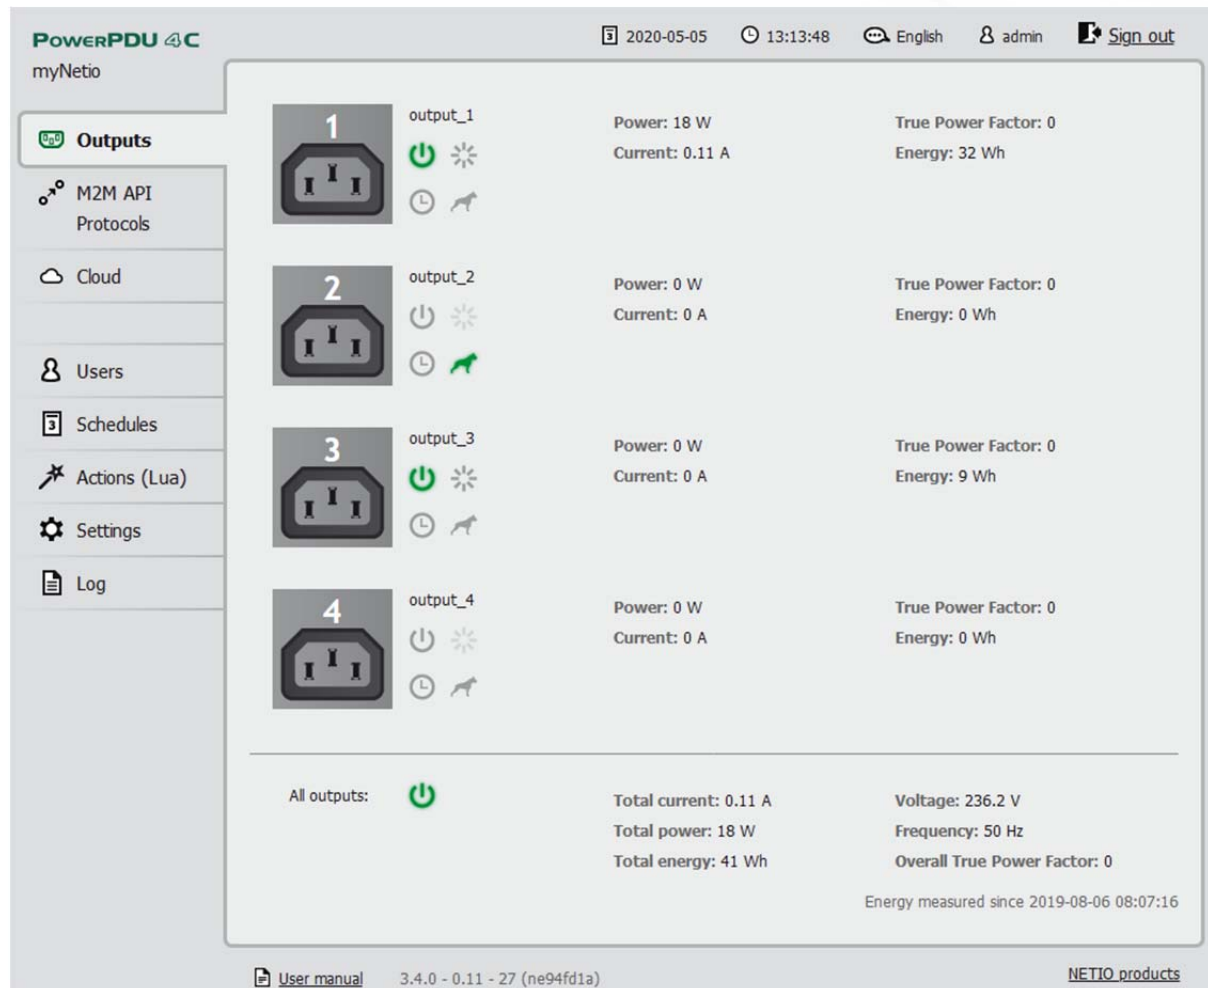 PowerPDU 4C
2020-05-05 13:13:48 English admin Sign out
myNetio
Outputs
M2M API
Protocols
Cloud
Users
Schedules
Actions (Lua)
Settings
Log
1
output_1
Power: 18 W
True Power Factor: 0
Current: 0.11 A
Energy: 32 Wh
2
output_2
Power: 0 W
True Power Factor: 0
Current: 0 A
Energy: 0 Wh
3
output_3
Power: 0 W
True Power Factor: 0
Current: 0 A
Energy: 9 Wh
4
output_4
Power: 0 W
True Power Factor: 0
Current: 0 A
Energy: 0 Wh
All outputs:
Total current: 0.11 A
Voltage: 236.2 V
Total power: 18 W
Frequency: 50 Hz
Total energy: 41 Wh
Overall True Power Factor: 0
Energy measured since 2019-08-06 08:07:16
User manual
3.4.0 - 0.11 - 27 (ne94fd1a)
NETIO products